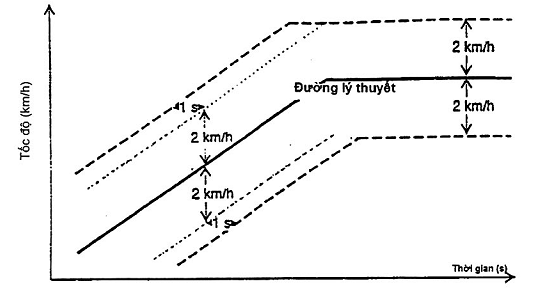 2 km/h
Đường lý thuyết
1 s
2 km/h
2 km/h
2 km/h
1 s
Tốc độ (km/h)
Thời gian (s)